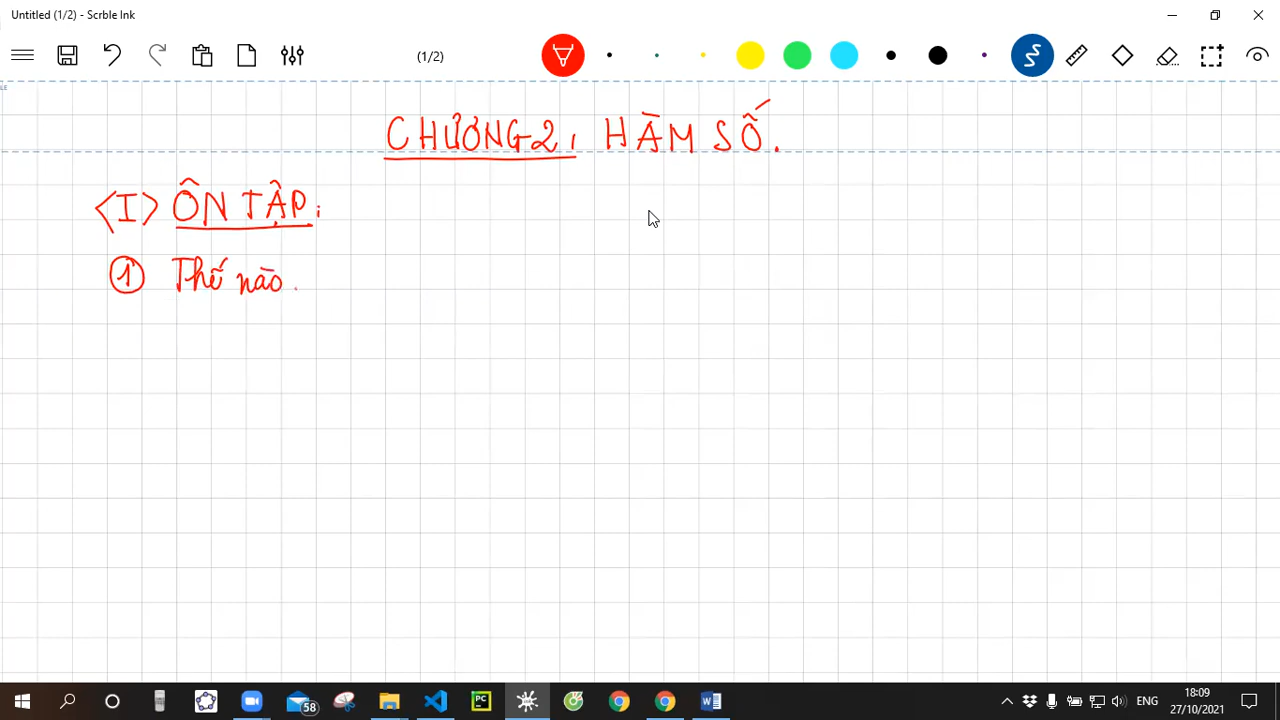 Untitled (1/2) - Scrble Ink
(1/2)
CHƯƠNG 2: HÀM SỐ.
<I> ÔN TẬP:
① Thế nào
58
PC
ENG
18:09
27/10/2021